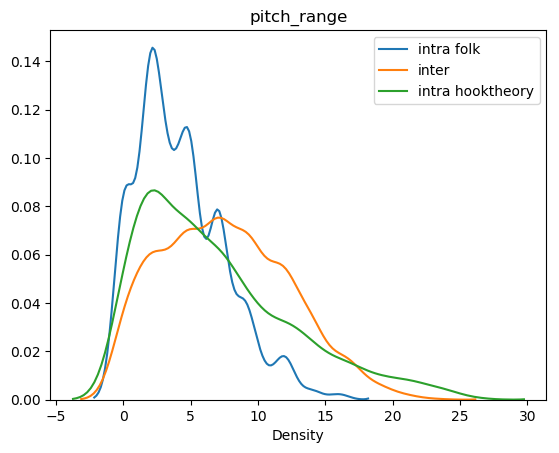 pitch_range
intra folk
inter
intra hooktheory
0.14
0.12
0.10
0.08
0.06
0.04
0.02
0.00
−5 0 5 10 15 20 25 30
Density